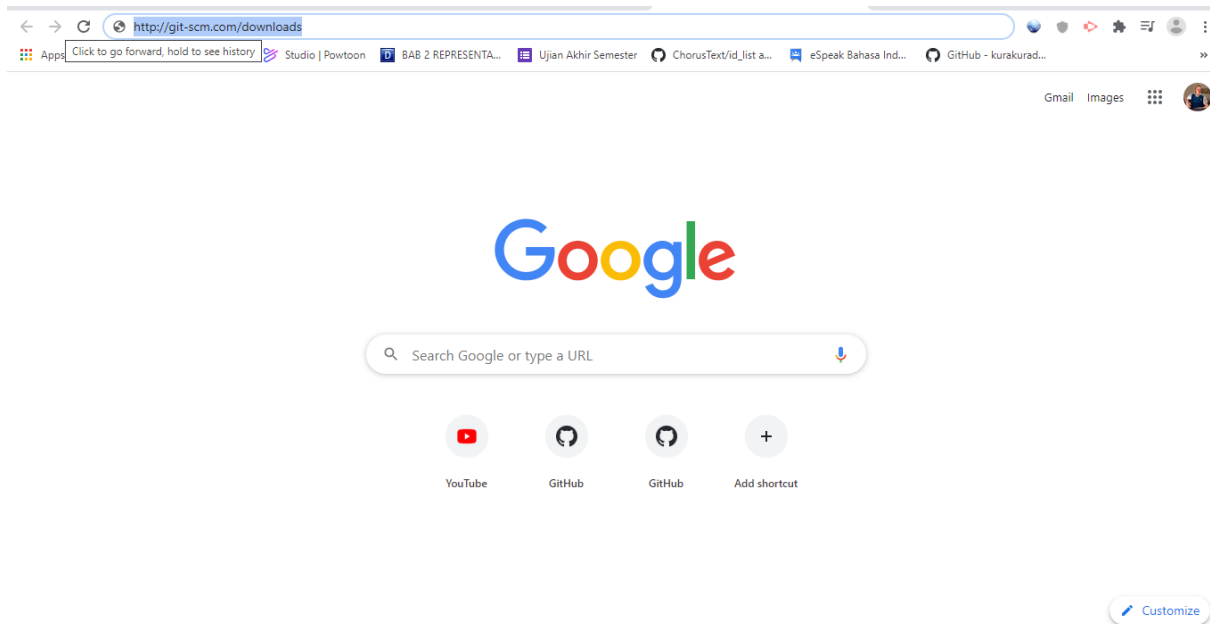 http://git-scm.com/downloads
Apps Click to go forward, hold to see history Studio | Powtoon BAB 2 REPRESENTA... Ujian Akhir Semester ChorusText/id_list a... eSpeak Bahasa Ind... GitHub - kurakurad... »
Gmail Images
Google
Search Google or type a URL
YouTube GitHub GitHub Add shortcut
Customize